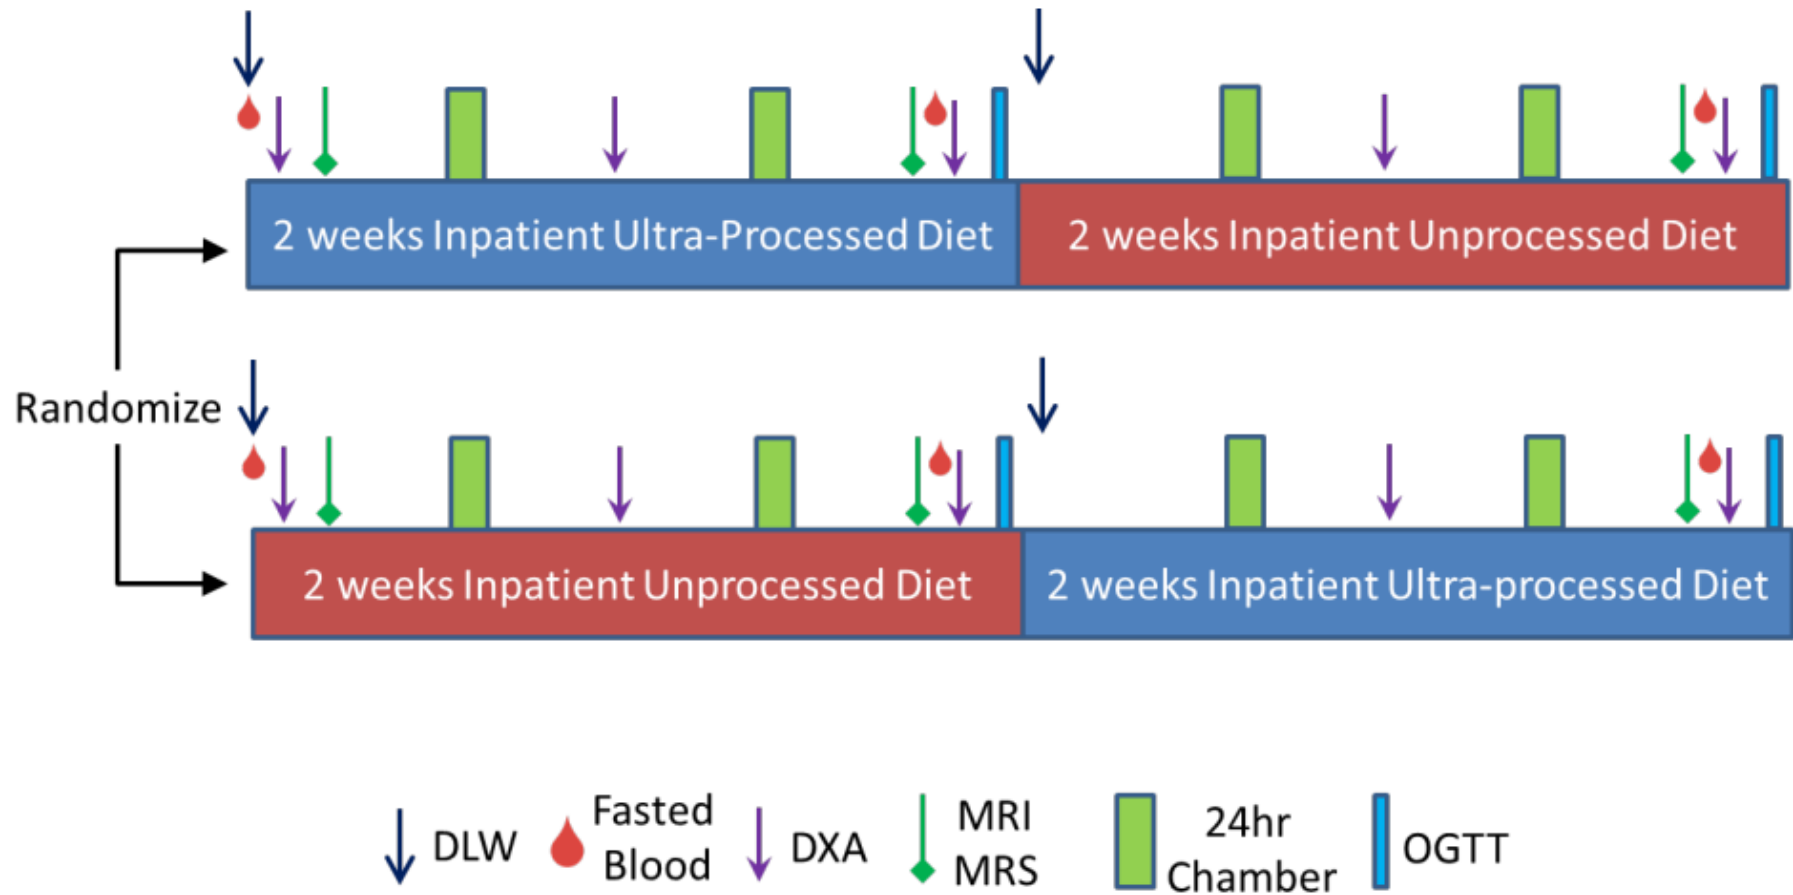 2 weeks Inpatient Ultra-Processed Diet
2 weeks Inpatient Unprocessed Diet
Randomize
2 weeks Inpatient Unprocessed Diet
2 weeks Inpatient Ultra-processed Diet
DLW
Fasted
Blood
DXA
MRI
MRS
24hr
Chamber
OGTT